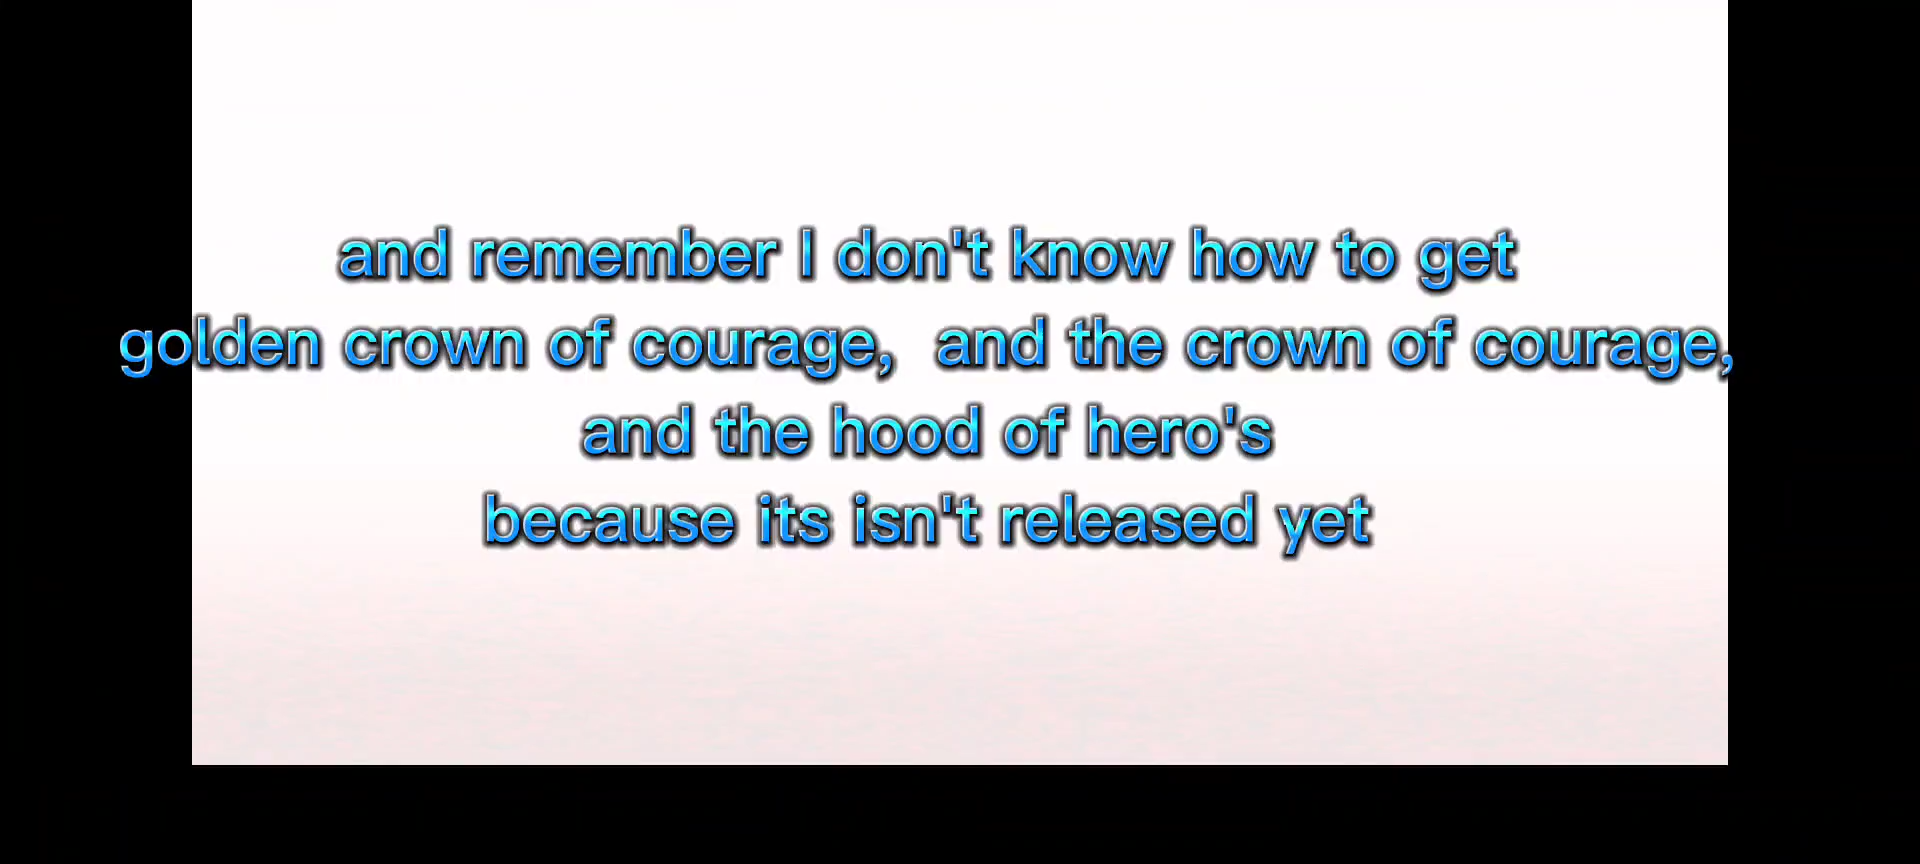 and remember I don't know how to get
golden crown of courage,  and the crown of courage,
and the hood of hero's
because its isn't released yet